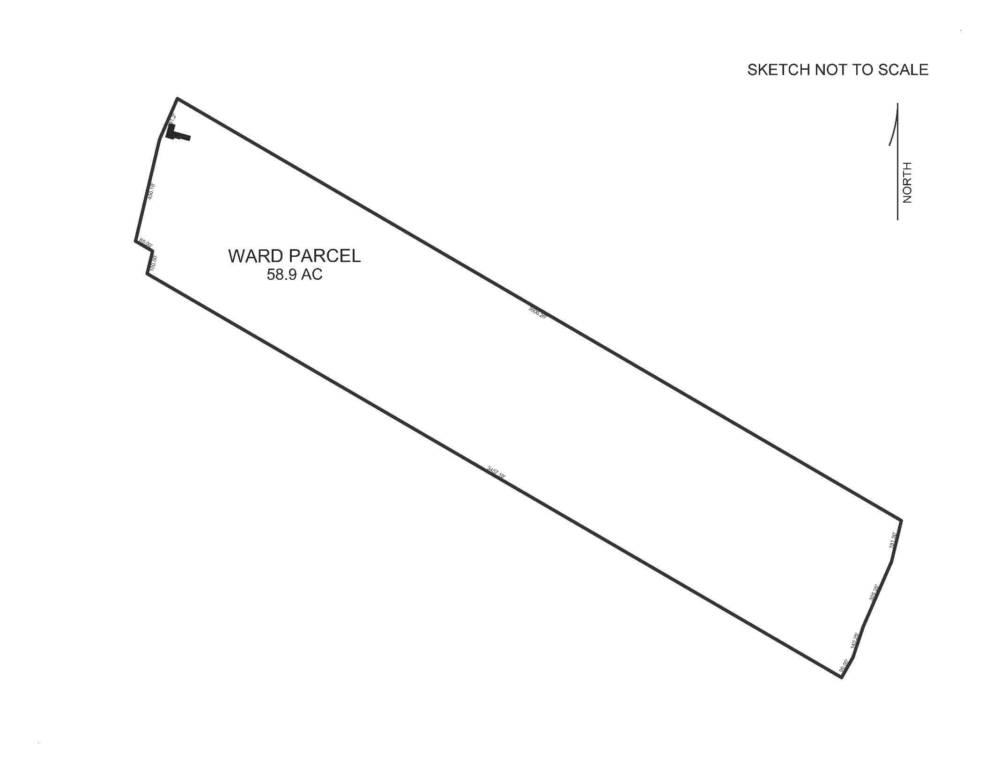 SKETCH NOT TO SCALE
NORTH
450.18'
85.00'
100.00'
WARD PARCEL
58.9 AC
3606.26'
3457.19'
181.50'
305.25'
140.25'
99.00'